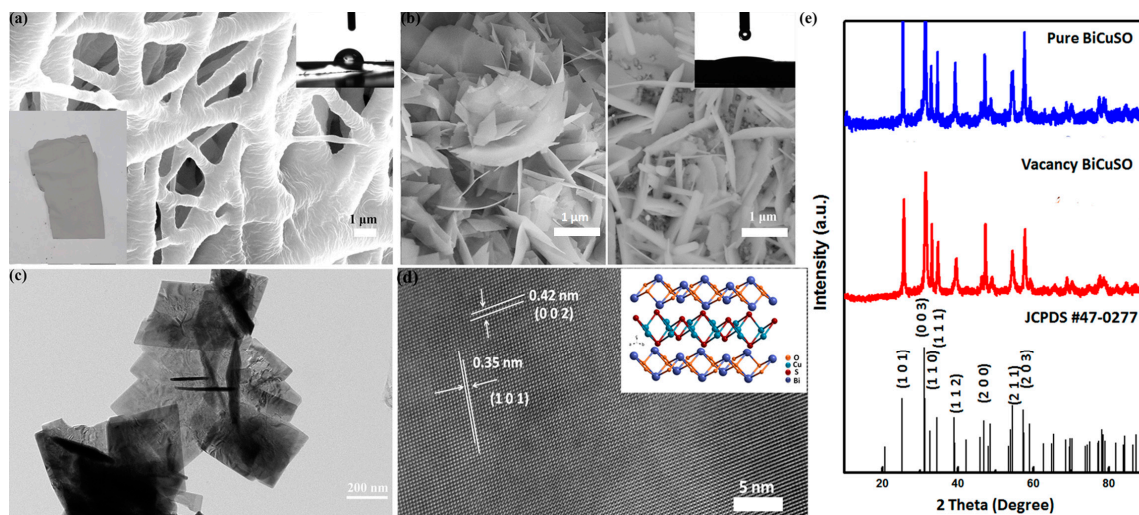 (a)
1 μm
(b)
1 μm
1 μm
(c)
200 nm
(d)
0.42 nm
(0 0 2)
0.35 nm
(1 0 1)
O
Cu
S
Bi
5 nm
(e)
Pure BiCuSO
Vacancy BiCuSO
JCPDS #47-0277
Intensity (a.u.)
(1 0 1)
(0 0 3)
(1 1 0)
(1 1 1)
(1 1 2)
(2 0 0)
(2 1 1)
(2 0 3)
20 40 60 80
2 Theta (Degree)